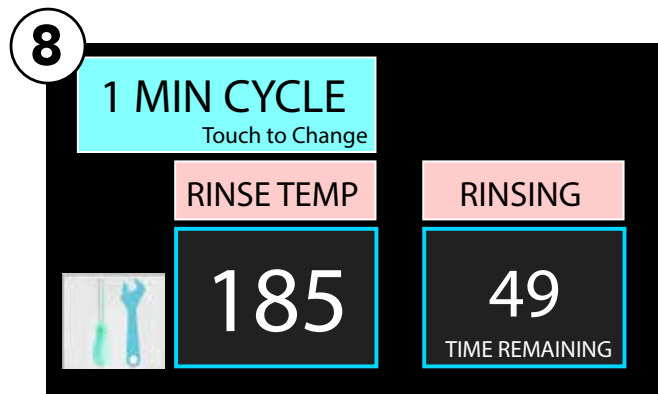 8
1 MIN CYCLE
Touch to Change
RINSE TEMP
185
RINSING
49
TIME REMAINING